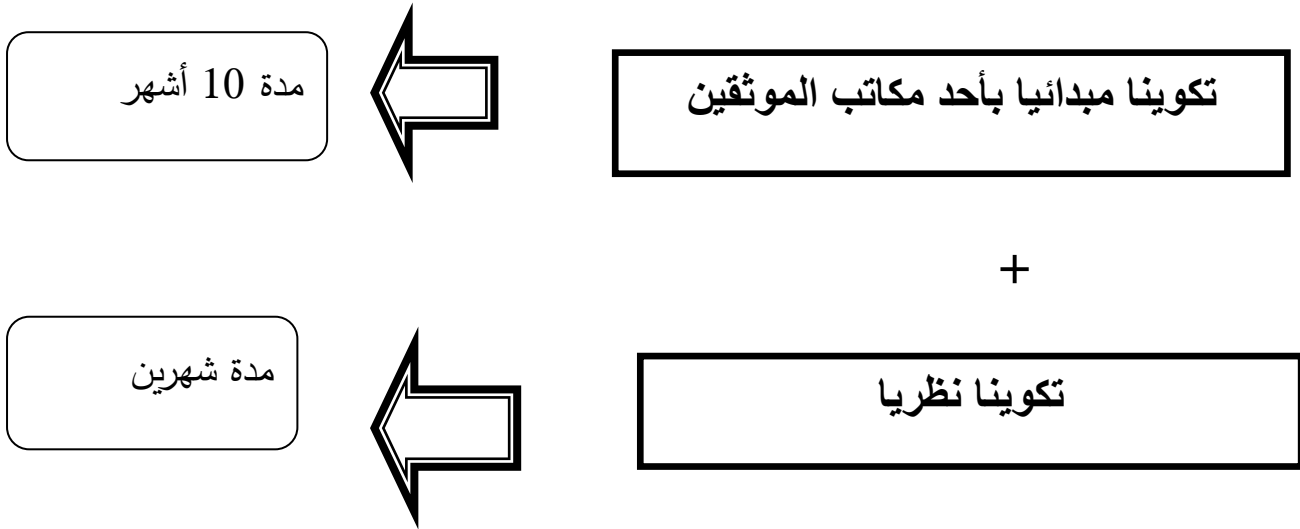 تكوينا مبدائيا بأحد مكاتب الموثقين
مدة 10 أشهر
+
تكوينا نظريا
مدة شهرين